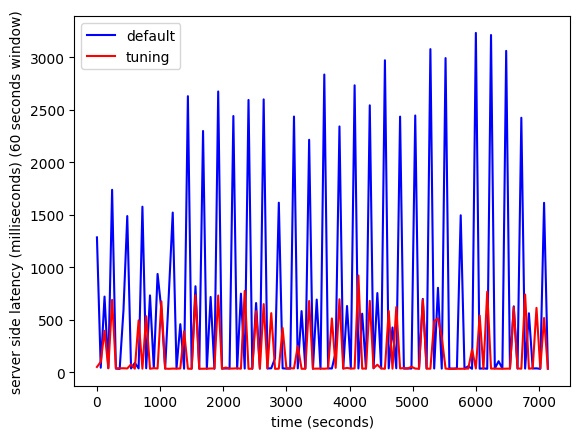 default
tuning
server side latency (milliseconds) (60 seconds window)
3000
2500
2000
1500
1000
500
0
0 1000 2000 3000 4000 5000 6000 7000
time (seconds)